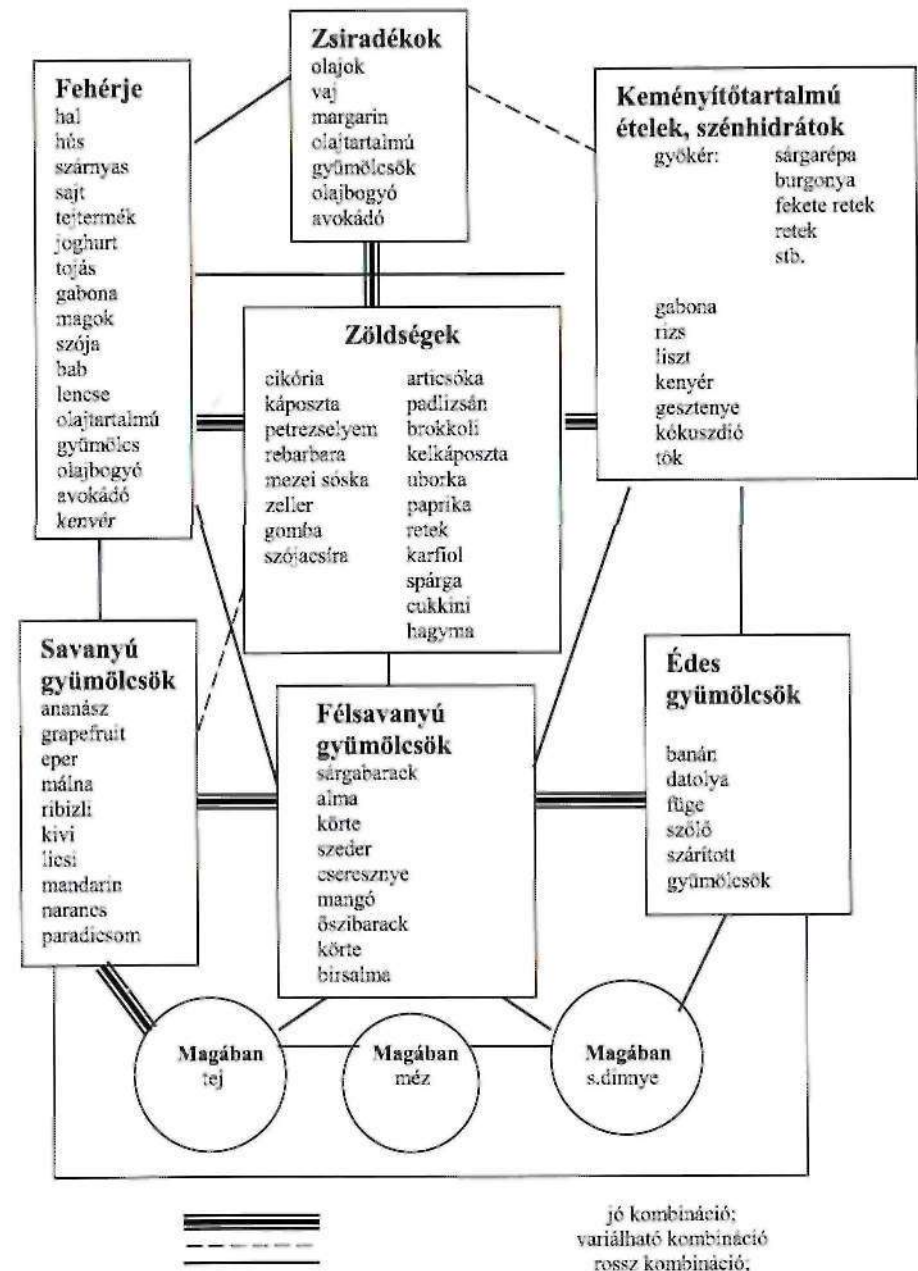 Zsiradékok
olajok
vaj
margarin
olajtartalmú
gyümölcsök
olajbogyó
avokádó
Fehérje
hal
hús
szárnyas
sajt
tejtermék
joghurt
tojás
gabona
magok
szója
bab
lencse
olajtartalmú
gyümölcs
olajbogyó
avokádó
kenyér
Keményítőtartalmú
ételek, szénhidrátok
gyökér: sárgarépa
burgonya
fekete retek
retek
stb.
gabona
rizs
liszt
kenyér
gesztenye
kókuszdió
tök
Zöldségek
cikória
káposzta
petrezselyem
rebarbara
mezei sóska
zeller
gomba
szójacsíra
articsóka
padlizsán
brokkoli
kelkáposzta
uborka
paprika
retek
karfiol
spárga
cukkini
hagyma
Savanyú
gyümölcsök
ananász
grapefruit
eper
málna
ribizli
kivi
licsi
mandarin
narancs
paradicsom
Félsavanyú
gyümölcsök
sárgabarack
alma
körte
szeder
cseresznye
mangó
őszibarack
körte
birsalma
Édes
gyümölcsök
banán
datolya
füge
szőlő
szárított
gyümölcsök
Magában
tej
Magában
méz
Magában
s.dinnye
jó kombináció;
variálható kombináció
rossz kombináció;